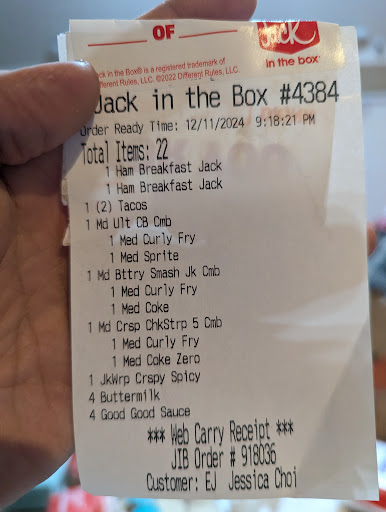 OF
Jack
in the box
Jack in the Box® is a registered trademark of
Different Rules, LLC. ©2022 Different Rules, LLC.
Jack in the Box #4384
Order Ready Time: 12/11/2024 9:18:21 PM
Total Items: 22
1 Ham Breakfast Jack
1 Ham Breakfast Jack
1 (2) Tacos
1 Md Ult CB Cmb
1 Med Curly Fry
1 Med Sprite
1 Md Bttry Smash Jk Cmb
1 Med Curly Fry
1 Med Coke
1 Md Crsp ChkStrp 5 Cmb
1 Med Curly Fry
1 Med Coke Zero
1 JkWrp Crspy Spicy
4 Buttermilk
4 Good Good Sauce
*** Web Carry Receipt ***
JIB Order # 918036
Customer: EJ Jessica Choi